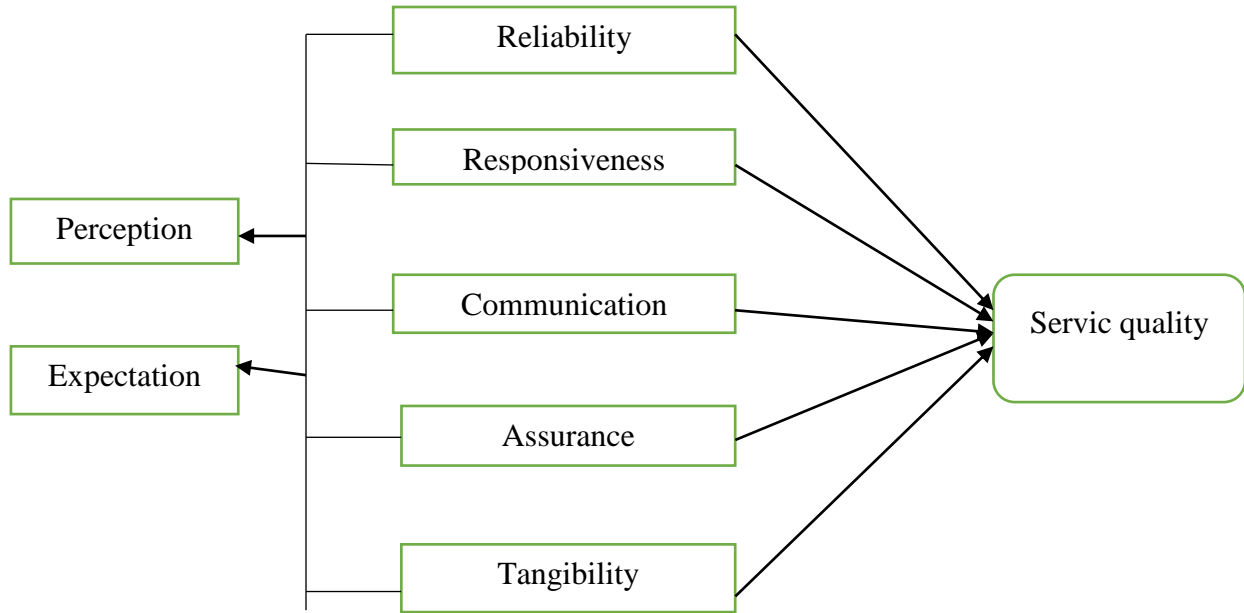 Reliability
Responsiveness
Perception
Communication
Servic quality
Expectation
Assurance
Tangibility